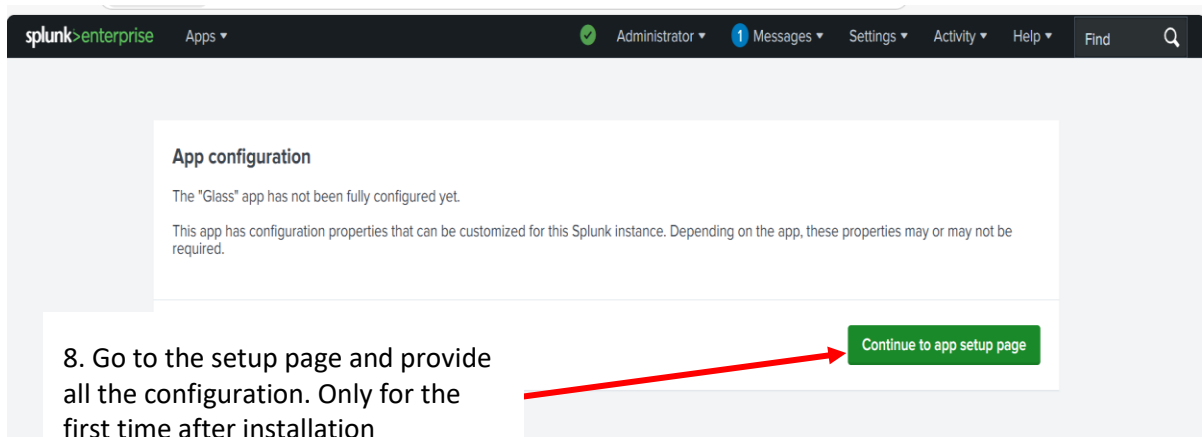 splunk>enterprise Apps ▾ Administrator ▾ 1 Messages ▾ Settings ▾ Activity ▾ Help ▾ Find
App configuration
The "Glass" app has not been fully configured yet.
This app has configuration properties that can be customized for this Splunk instance. Depending on the app, these properties may or may not be
required.
Continue to app setup page
8. Go to the setup page and provide
all the configuration. Only for the
first time after installation